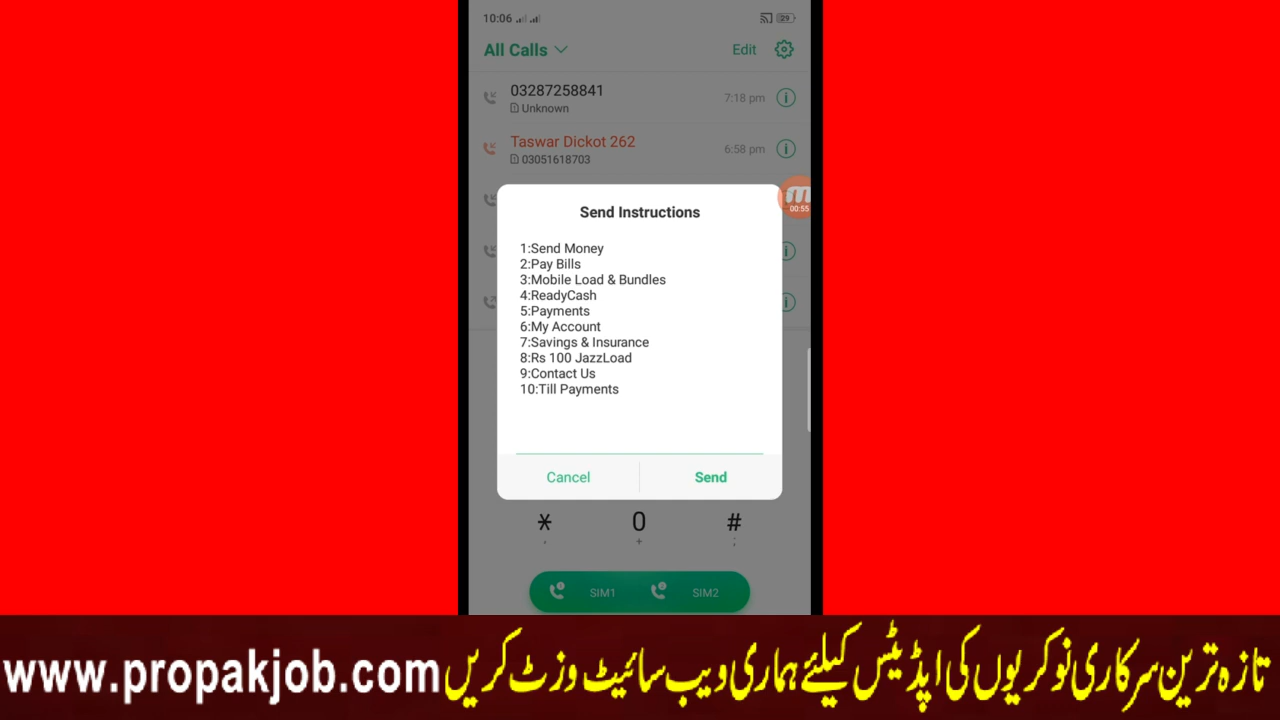 10:06
29
All Calls
Edit
03287258841
7:18 pm
Unknown
Taswar Dickot 262
6:58 pm
03051618703
00:55
Send Instructions
1:Send Money
2:Pay Bills
3:Mobile Load & Bundles
4:ReadyCash
5:Payments
6:My Account
7:Savings & Insurance
8:Rs 100 JazzLoad
9:Contact Us
10:Till Payments
Cancel
Send
* 0 #
, + ;
SIM1 SIM2
تازہ ترین سرکاری نوکریوں کی اپڈیٹس کیلئے ہماری ویب سائیٹ وزٹ کریں www.propakjob.com